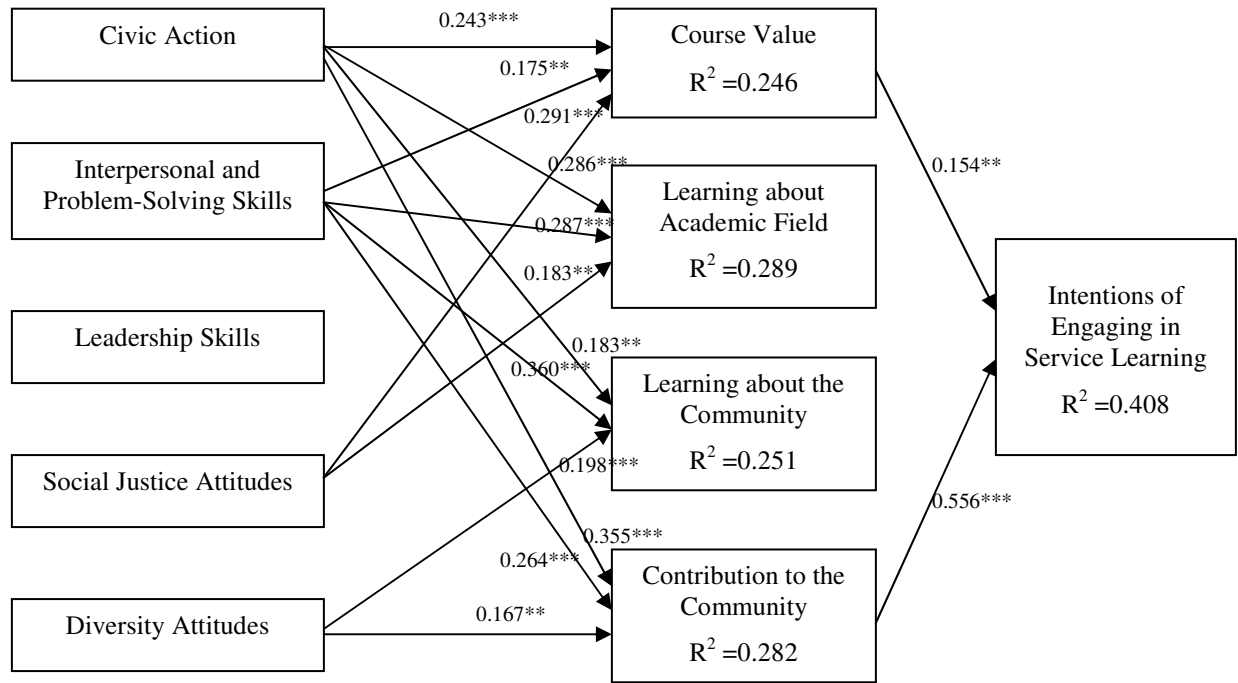 Civic Action
Interpersonal and
Problem-Solving Skills
Leadership Skills
Social Justice Attitudes
Diversity Attitudes
0.243***
0.175**
0.291***
0.286***
0.287***
0.183**
0.183**
0.360***
0.198***
0.355***
0.264***
0.167**
Course Value
R² =0.246
Learning about
Academic Field
R² =0.289
Learning about the
Community
R² =0.251
Contribution to the
Community
R² =0.282
0.154**
0.556***
Intentions of
Engaging in
Service Learning
R² =0.408